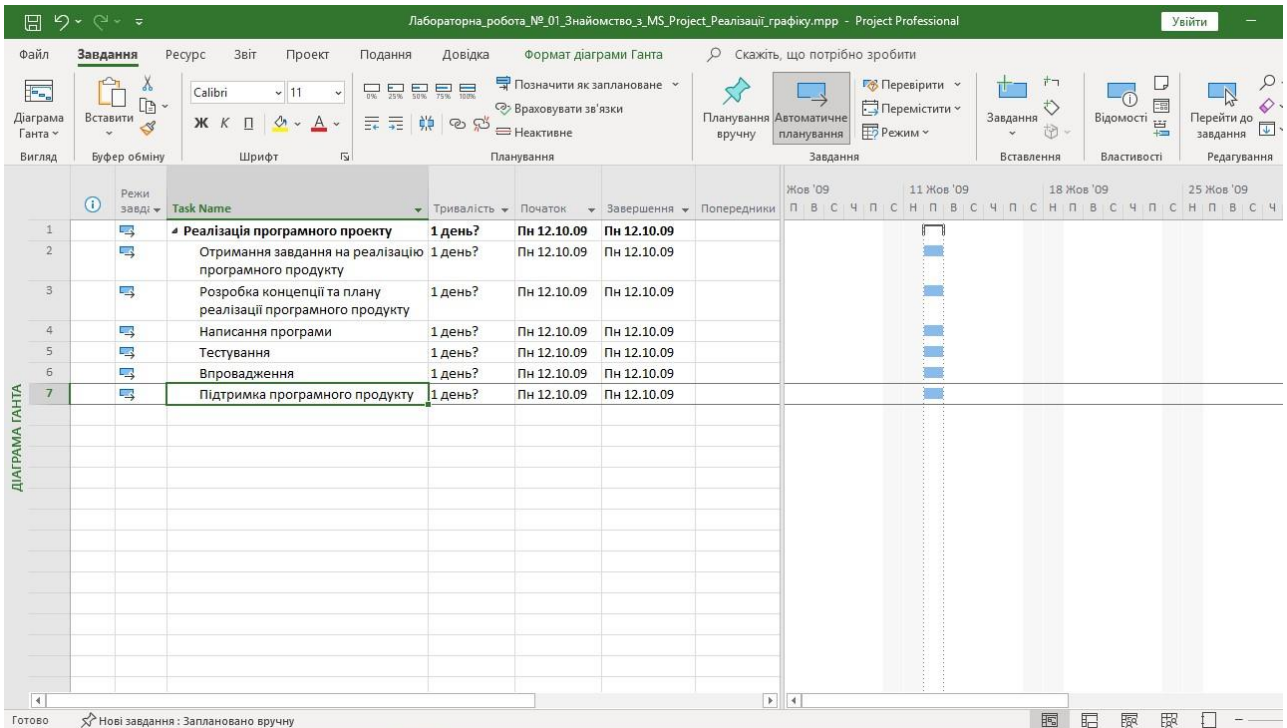 Лабораторна_робота_№_01_Знайомство_з_MS_Project_Реалізації_графіку.mpp - Project Professional
Увійти
Файл Завдання Ресурс Звіт Проект Подання Довідка Формат діаграми Ганта Скажіть, що потрібно зробити
Діаграма Ганта
Вставити
Calibri 11
Ж К П А
0% 25% 50% 75% 100%
Позначити як заплановане
Враховувати зв'язки
Неактивне
Планування вручну
Автоматичне планування
Перевірити
Перемістити
Режим
Завдання
Відомості
Перейти до завдання
Вигляд Буфер обміну Шрифт Планування Завдання Вставлення Властивості Редагування
Режи завді Task Name Тривалість Початок Завершення Попередники
Жов '09 11 Жов '09 18 Жов '09 25 Жов '09
П В С Ч П С Н П В С Ч П С Н П В С Ч П С Н П В С Ч
1 Реалізація програмного проекту 1 день? Пн 12.10.09 Пн 12.10.09
2 Отримання завдання на реалізацію 1 день? Пн 12.10.09 Пн 12.10.09
програмного продукту
3 Розробка концепції та плану 1 день? Пн 12.10.09 Пн 12.10.09
реалізації програмного продукту
4 Написання програми 1 день? Пн 12.10.09 Пн 12.10.09
5 Тестування 1 день? Пн 12.10.09 Пн 12.10.09
6 Впровадження 1 день? Пн 12.10.09 Пн 12.10.09
7 Підтримка програмного продукту 1 день? Пн 12.10.09 Пн 12.10.09
ДІАГРАМА ГАНТА
Готово Нові завдання : Заплановано вручну